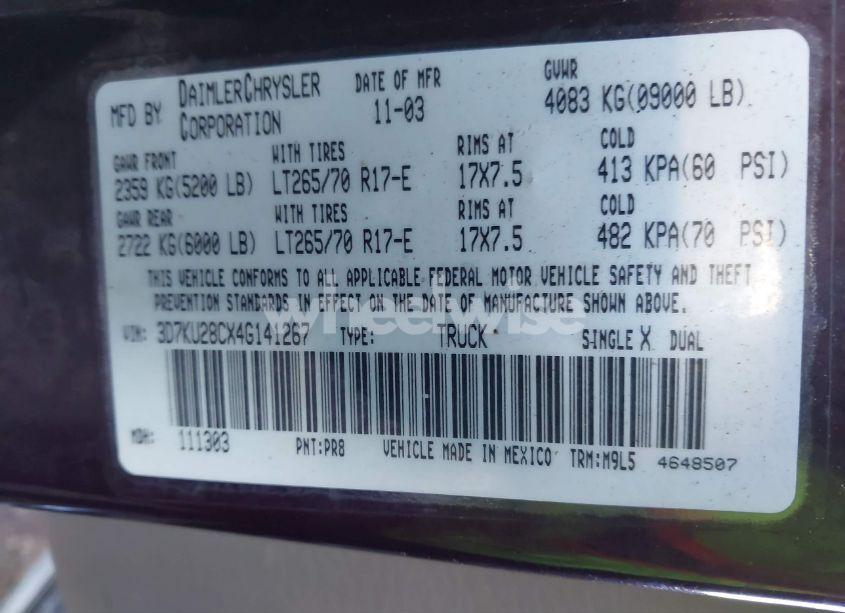 MFD BY DAIMLERCHRYSLER CORPORATION DATE OF MFR 11-03 GVWR 4083 KG(09000 LB)
GAWR FRONT WITH TIRES RIMS AT COLD
2359 KG(5200 LB) LT265/70 R17-E 17X7.5 413 KPA(60 PSI)
GAWR REAR WITH TIRES RIMS AT COLD
2722 KG(6000 LB) LT265/70 R17-E 17X7.5 482 KPA(70 PSI)
THIS VEHICLE CONFORMS TO ALL APPLICABLE FEDERAL MOTOR VEHICLE SAFETY AND THEFT
PREVENTION STANDARDS IN EFFECT ON THE DATE OF MANUFACTURE SHOWN ABOVE.
wheelwise
VIN: 3D7KU28CX4G141267 TYPE: TRUCK SINGLE X DUAL
MDH: 111303 PNT:PR8 VEHICLE MADE IN MEXICO TRM:M9L5 4648507